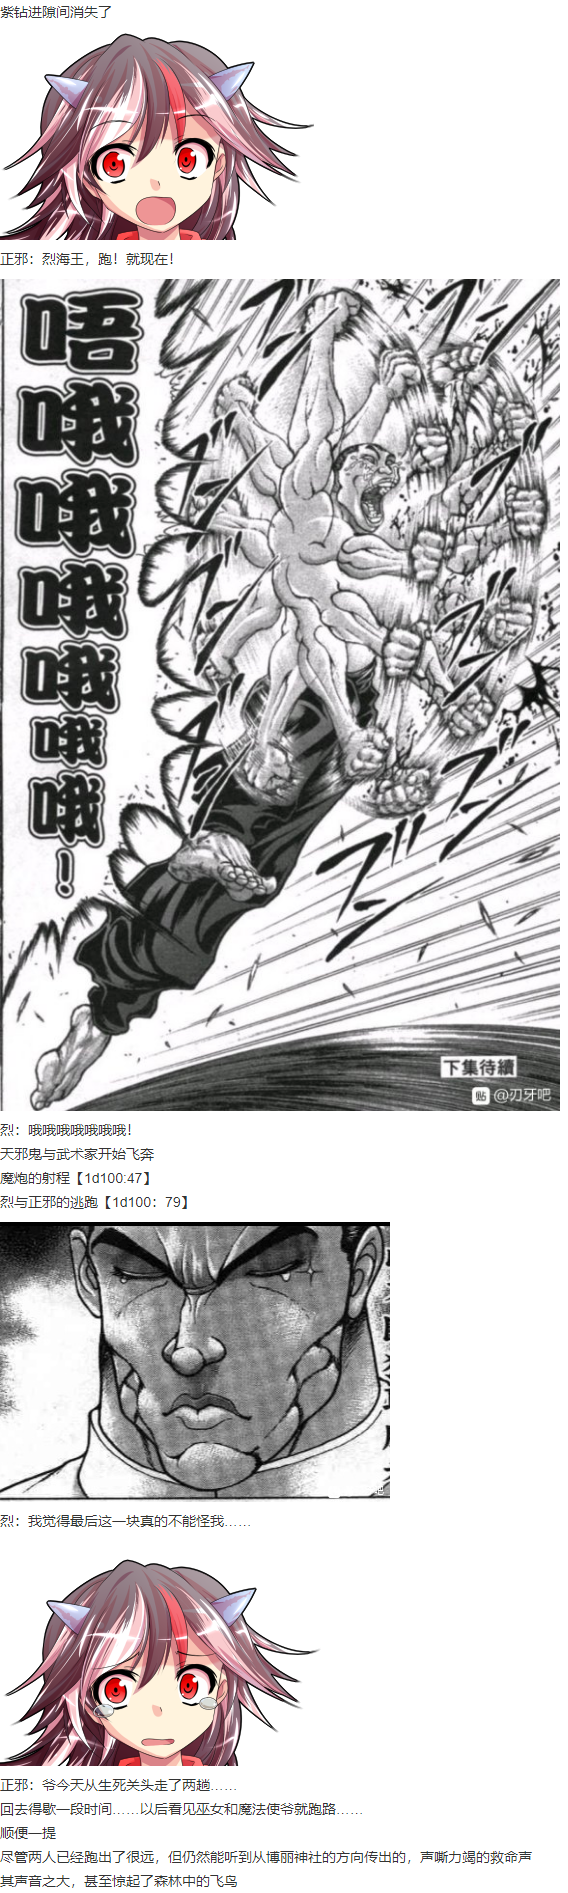 紫钻进隙间消失了
正邪：烈海王，跑！就现在！
唔哦哦哦哦哦哦！
ブン
ブン
下集待續
贴 @刃牙吧
烈：哦哦哦哦哦哦哦！
天邪鬼与武术家开始飞奔
魔炮的射程【1d100:47】
烈与正邪的逃跑【1d100：79】
烈：我觉得最后这一块真的不能怪我……
正邪：爷今天从生死关头走了两趟……
回去得歇一段时间……以后看见巫女和魔法使爷就跑路……
顺便一提
尽管两人已经跑出了很远，但仍然能听到从博丽神社的方向传出的，声嘶力竭的救命声
其声音之大，甚至惊起了森林中的飞鸟